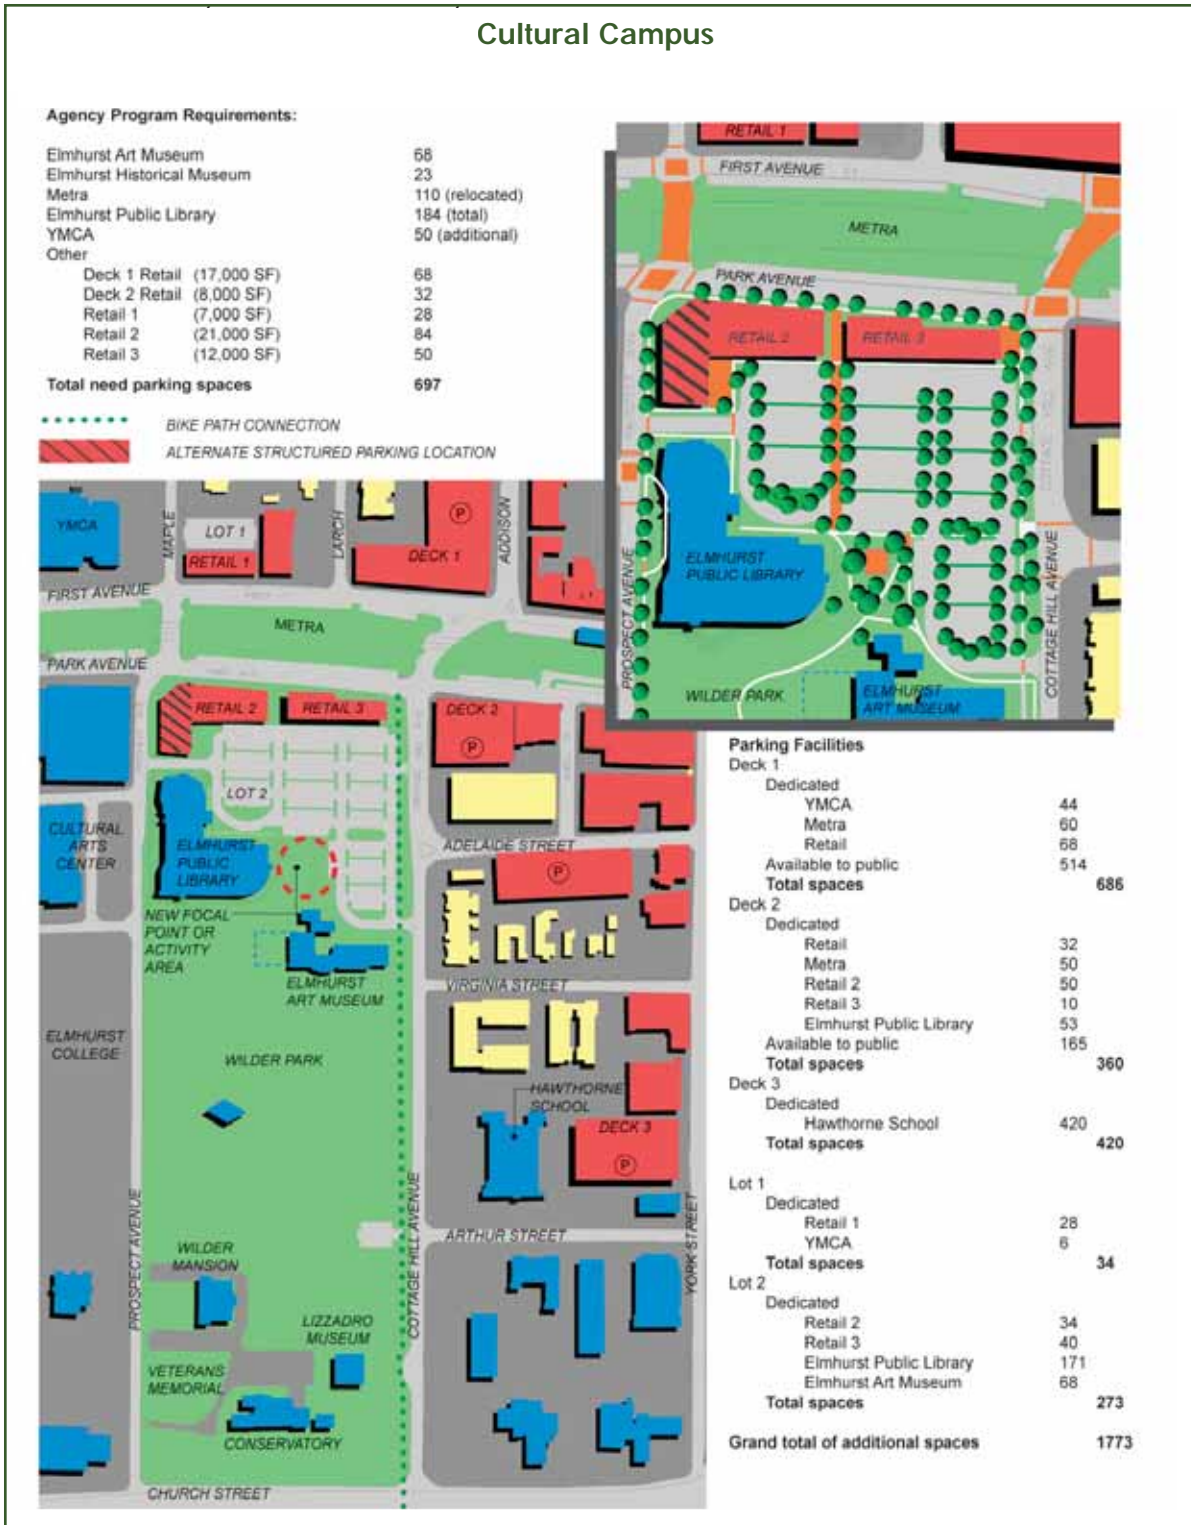 Cultural Campus
Agency Program Requirements:
Elmhurst Art Museum 68
Elmhurst Historical Museum 23
Metra 110 (relocated)
Elmhurst Public Library 184 (total)
YMCA 50 (additional)
Other
Deck 1 Retail (17,000 SF) 68
Deck 2 Retail (8,000 SF) 32
Retail 1 (7,000 SF) 28
Retail 2 (21,000 SF) 84
Retail 3 (12,000 SF) 50
Total need parking spaces 697
BIKE PATH CONNECTION
ALTERNATE STRUCTURED PARKING LOCATION
RETAIL 1
FIRST AVENUE
METRA
PARK AVENUE
RETAIL 2
RETAIL 3
ELMHURST
PUBLIC LIBRARY
PROSPECT AVENUE
COTTAGE HILL AVENUE
WILDER PARK
ELMHURST
ART MUSEUM
YMCA
MAPLE
LOT 1
RETAIL 1
LARCH
P
DECK 1
ADDISON
FIRST AVENUE
METRA
PARK AVENUE
RETAIL 2
RETAIL 3
DECK 2
P
LOT 2
CULTURAL
ARTS
CENTER
ELMHURST
PUBLIC
LIBRARY
ADELAIDE STREET
P
NEW FOCAL
POINT OR
ACTIVITY
AREA
ELMHURST
ART MUSEUM
VIRGINIA STREET
ELMHURST
COLLEGE
WILDER PARK
HAWTHORNE
SCHOOL
DECK 3
P
PROSPECT AVENUE
COTTAGE HILL AVENUE
ARTHUR STREET
YORK STREET
WILDER
MANSION
LIZZADRO
MUSEUM
VETERANS
MEMORIAL
CONSERVATORY
CHURCH STREET
Parking Facilities
Deck 1
Dedicated
YMCA 44
Metra 60
Retail 68
Available to public 514
Total spaces 686
Deck 2
Dedicated
Retail 32
Metra 50
Retail 2 50
Retail 3 10
Elmhurst Public Library 53
Available to public 165
Total spaces 360
Deck 3
Dedicated
Hawthorne School 420
Total spaces 420
Lot 1
Dedicated
Retail 1 28
YMCA 6
Total spaces 34
Lot 2
Dedicated
Retail 2 34
Retail 3 40
Elmhurst Public Library 171
Elmhurst Art Museum 68
Total spaces 273
Grand total of additional spaces 1773